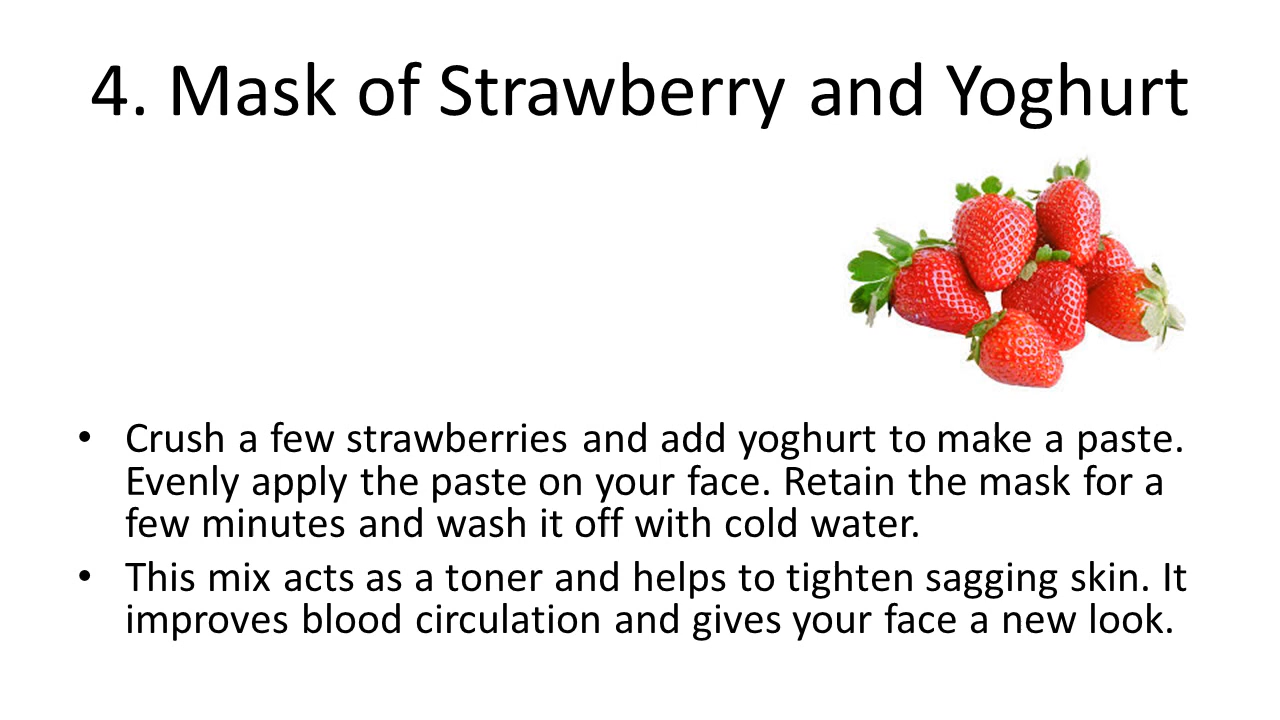 4. Mask of Strawberry and Yoghurt
• Crush a few strawberries and add yoghurt to make a paste.
Evenly apply the paste on your face. Retain the mask for a
few minutes and wash it off with cold water.
• This mix acts as a toner and helps to tighten sagging skin. It
improves blood circulation and gives your face a new look.